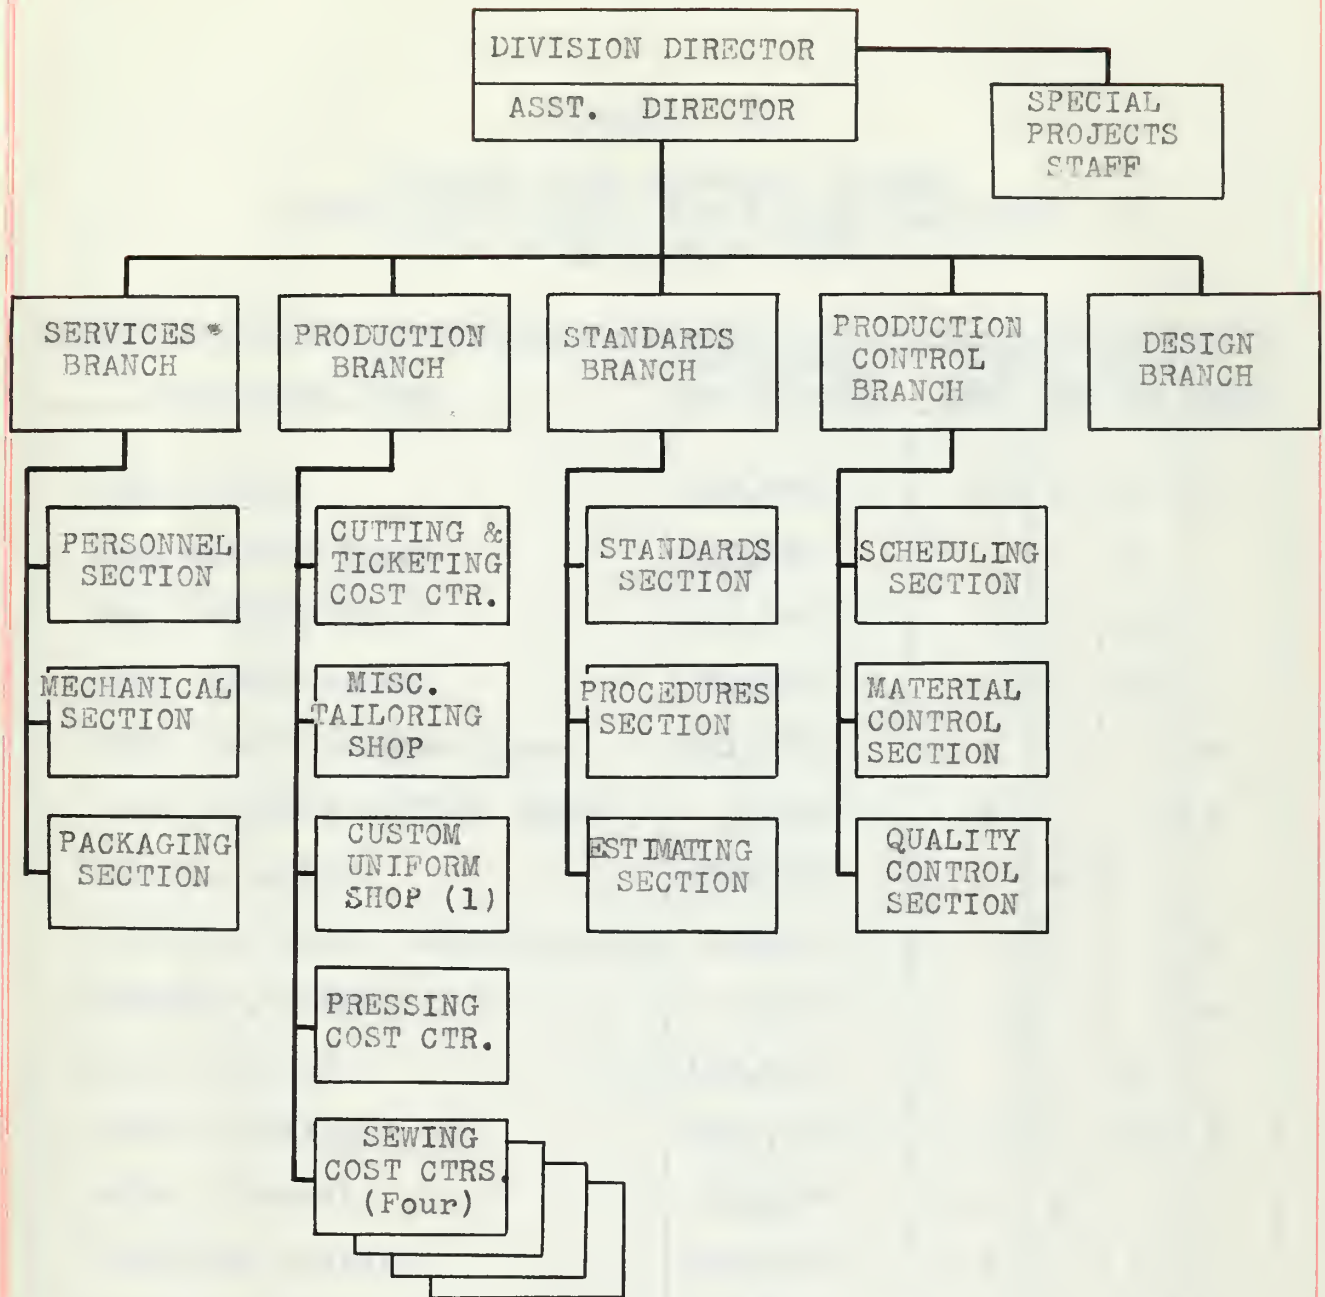 DIVISION DIRECTOR
ASST. DIRECTOR
SPECIAL
PROJECTS
STAFF
SERVICES
BRANCH
PRODUCTION
BRANCH
STANDARDS
BRANCH
PRODUCTION
CONTROL
BRANCH
DESIGN
BRANCH
PERSONNEL
SECTION
MECHANICAL
SECTION
PACKAGING
SECTION
CUTTING &
TICKETING
COST CTR.
MISC.
TAILORING
SHOP
CUSTOM
UNIFORM
SHOP (1)
PRESSING
COST CTR.
SEWING
COST CTRS.
(Four)
STANDARDS
SECTION
PROCEDURES
SECTION
ESTIMATING
SECTION
SCHEDULING
SECTION
MATERIAL
CONTROL
SECTION
QUALITY
CONTROL
SECTION